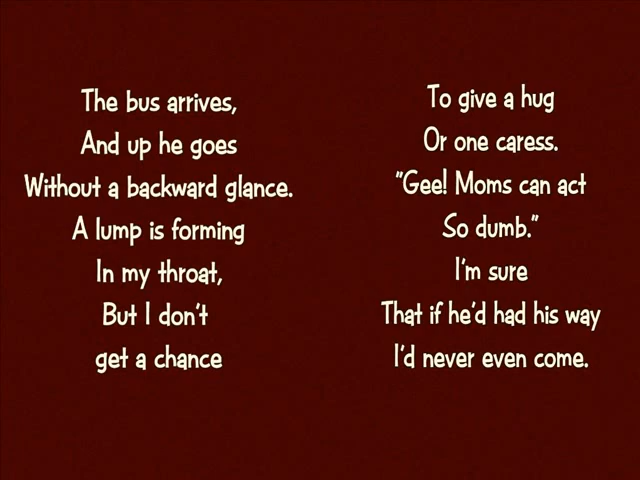 The bus arrives,
And up he goes
Without a backward glance.
A lump is forming
In my throat,
But I don't
get a chance
To give a hug
Or one caress.
"Gee! Moms can act
So dumb."
I'm sure
That if he'd had his way
I'd never even come.